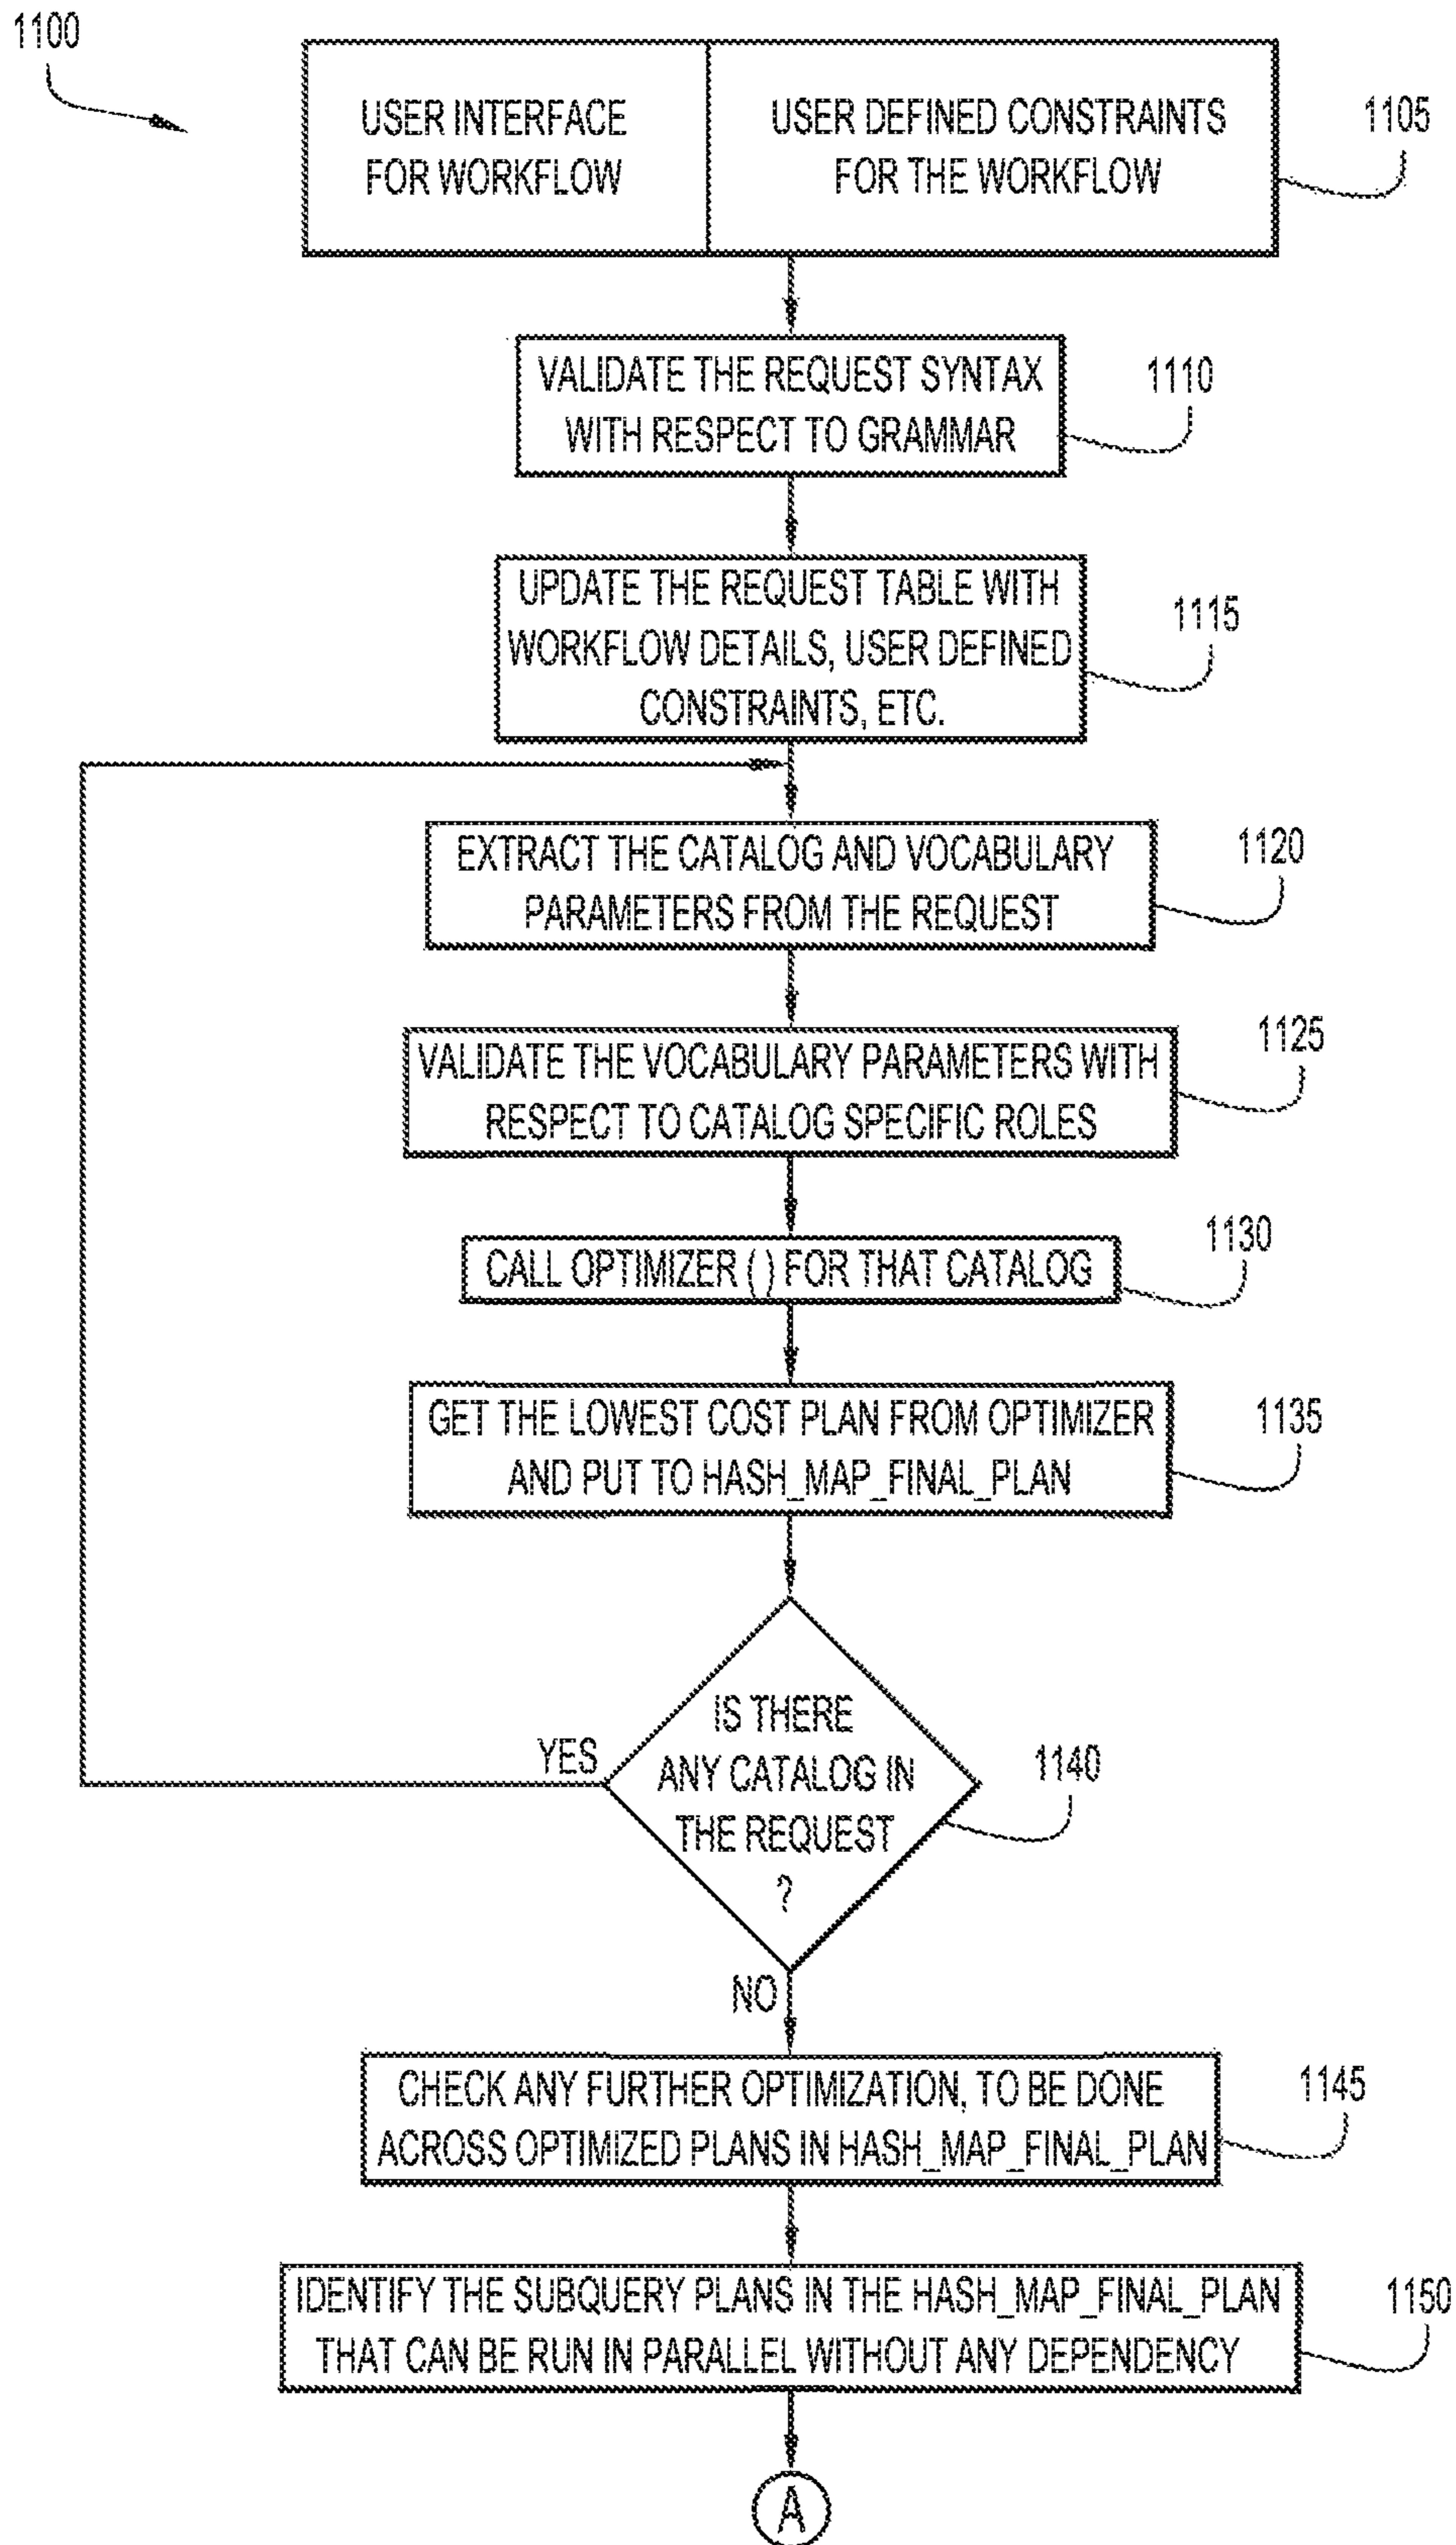 1100
USER INTERFACE
FOR WORKFLOW
USER DEFINED CONSTRAINTS
FOR THE WORKFLOW
1105
VALIDATE THE REQUEST SYNTAX
WITH RESPECT TO GRAMMAR
1110
UPDATE THE REQUEST TABLE WITH
WORKFLOW DETAILS, USER DEFINED
CONSTRAINTS, ETC.
1115
EXTRACT THE CATALOG AND VOCABULARY
PARAMETERS FROM THE REQUEST
1120
VALIDATE THE VOCABULARY PARAMETERS WITH
RESPECT TO CATALOG SPECIFIC ROLES
1125
CALL OPTIMIZER ( ) FOR THAT CATALOG
1130
GET THE LOWEST COST PLAN FROM OPTIMIZER
AND PUT TO HASH_MAP_FINAL_PLAN
1135
IS THERE
ANY CATALOG IN
THE REQUEST
?
YES
1140
NO
CHECK ANY FURTHER OPTIMIZATION, TO BE DONE
ACROSS OPTIMIZED PLANS IN HASH_MAP_FINAL_PLAN
1145
IDENTIFY THE SUBQUERY PLANS IN THE HASH_MAP_FINAL_PLAN
THAT CAN BE RUN IN PARALLEL WITHOUT ANY DEPENDENCY
1150
A